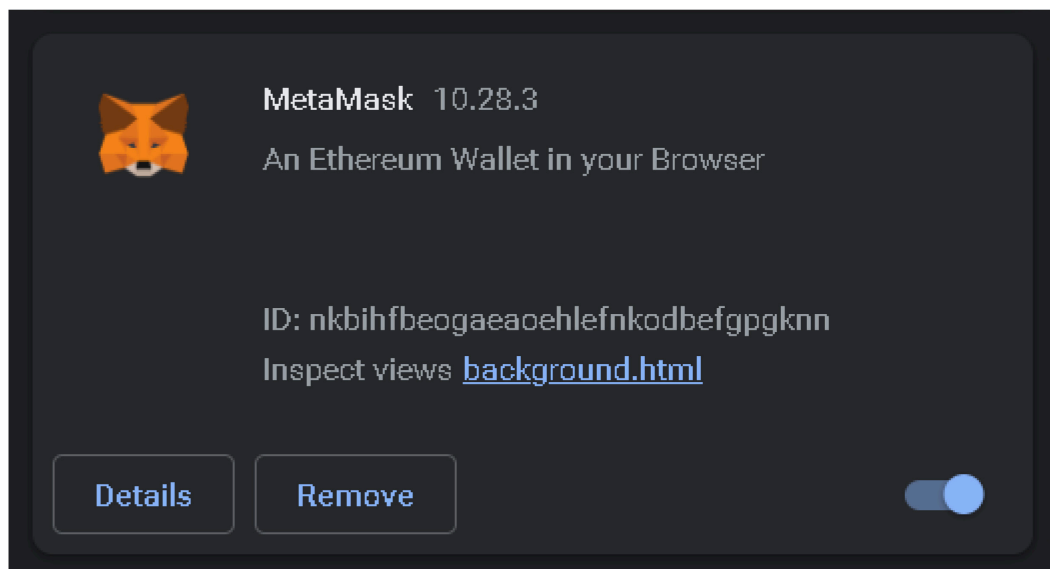 MetaMask 10.28.3
An Ethereum Wallet in your Browser
ID: nkbihfbeogaeaoehlefnkodbefgpgknn
Inspect views background.html
Details Remove